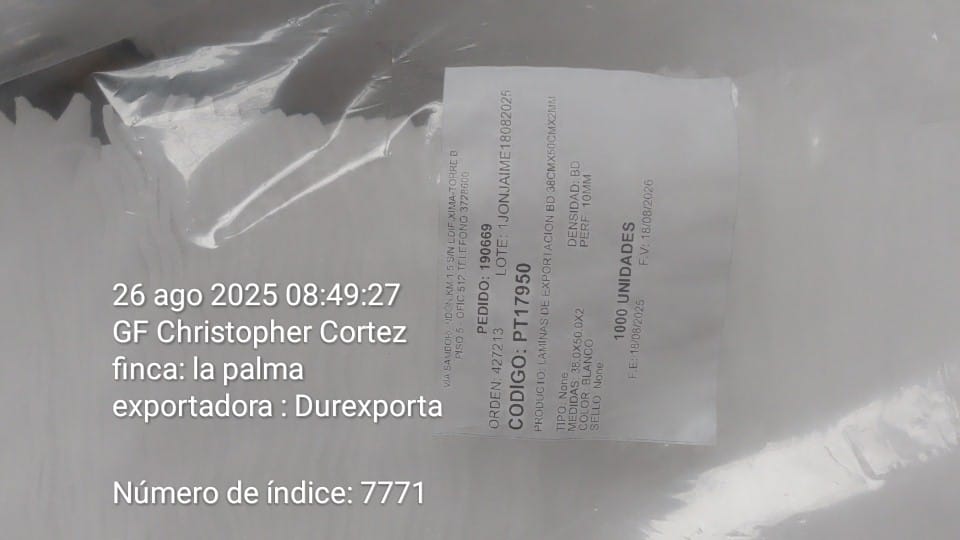 26 ago 2025 08:49:27
GF Christopher Cortez
finca: la palma
exportadora : Durexporta
Número de índice: 7771
KM 1.5 S/N EDIF.XIMA-TORRE B
PISO 5 - OFIC 512 TELEFONO 3728600
PEDIDO: 190669
ORDEN: 427213 LOTE: 1JONJAIME18082025
CODIGO: PT17950
PRODUCTO: LAMINAS DE EXPORTACION BD 38CMX50CMX2MM
TIPO: None DENSIDAD: BD
MEDIDAS: 38.0X50.0X2 PERF: 10MM
COLOR: BLANCO
SELLO: None
1000 UNIDADES
F.E: 18/08/2025 F.V: 18/08/2026